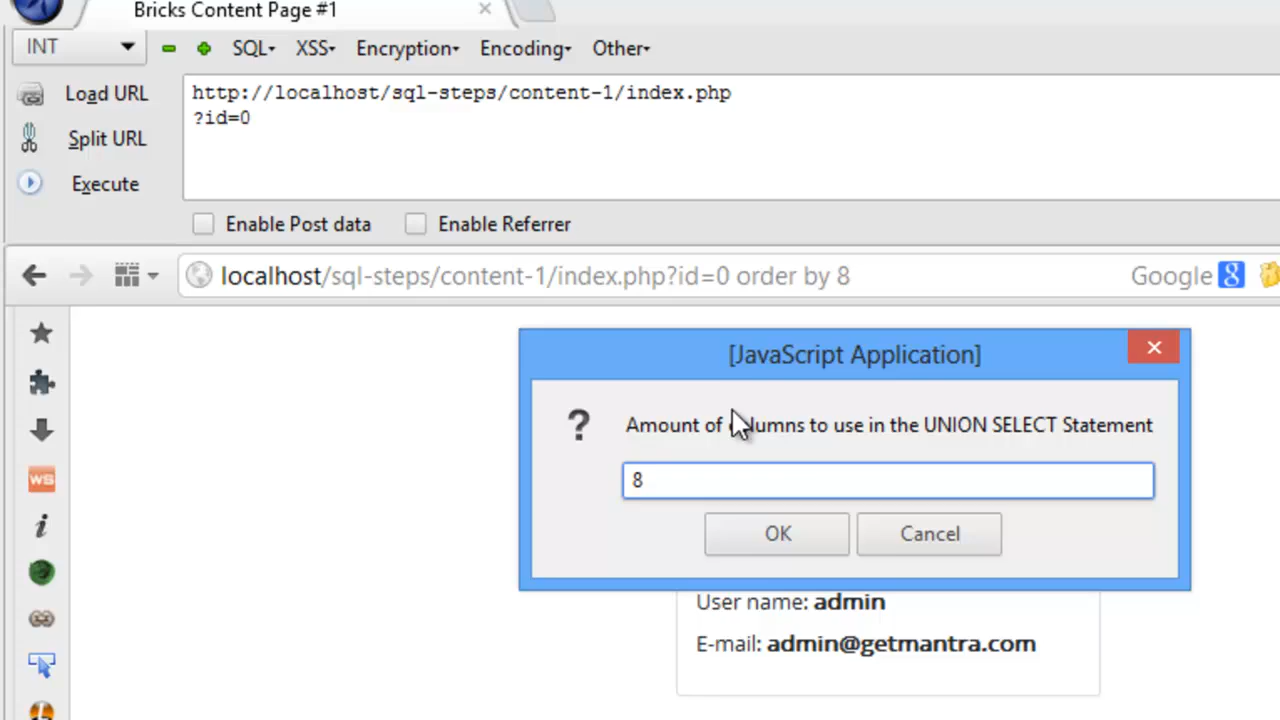 Bricks Content Page #1
INT SQL XSS Encryption Encoding Other
Load URL
http://localhost/sql-steps/content-1/index.php
?id=0
Split URL
Execute
Enable Post data Enable Referrer
localhost/sql-steps/content-1/index.php?id=0 order by 8 Google 8
[JavaScript Application]
? Amount of columns to use in the UNION SELECT Statement
8
OK Cancel
WS
i
User name: admin
E-mail: admin@getmantra.com